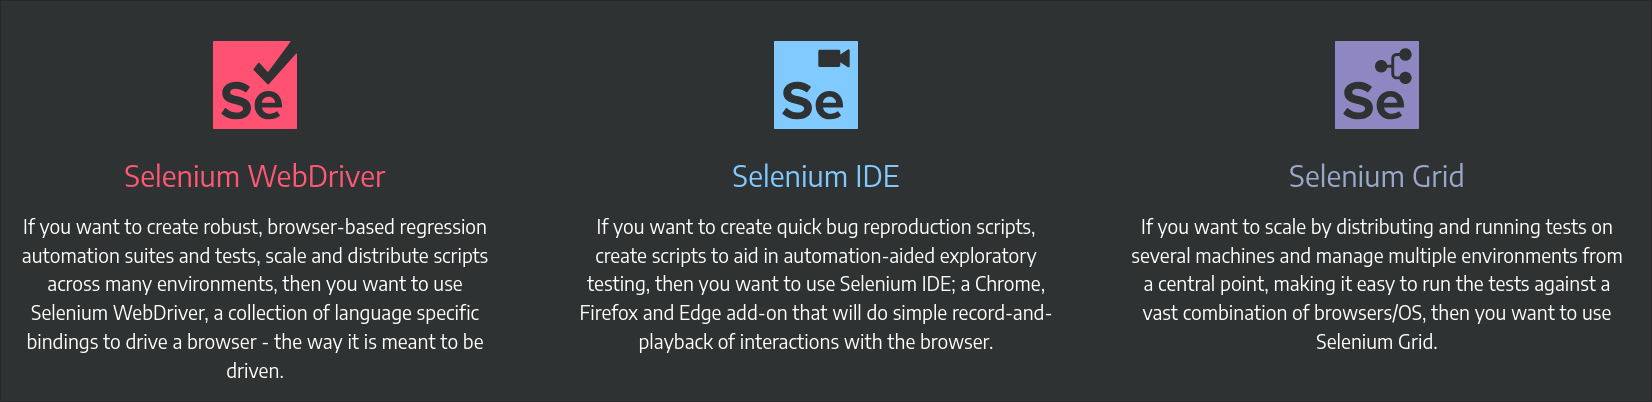 Se
Selenium WebDriver
If you want to create robust, browser-based regression
automation suites and tests, scale and distribute scripts
across many environments, then you want to use
Selenium WebDriver, a collection of language specific
bindings to drive a browser - the way it is meant to be
driven.
Se
Selenium IDE
If you want to create quick bug reproduction scripts,
create scripts to aid in automation-aided exploratory
testing, then you want to use Selenium IDE; a Chrome,
Firefox and Edge add-on that will do simple record-and-
playback of interactions with the browser.
Se
Selenium Grid
If you want to scale by distributing and running tests on
several machines and manage multiple environments from
a central point, making it easy to run the tests against a
vast combination of browsers/OS, then you want to use
Selenium Grid.